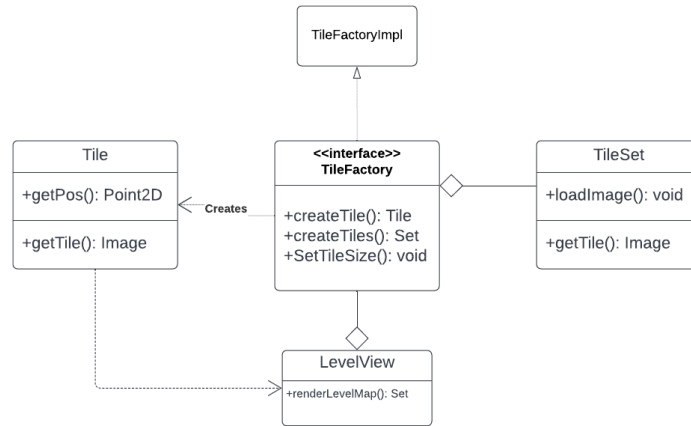 TileFactoryImpl
Tile
+getPos(): Point2D
+getTile(): Image
Creates
<<interface>>
TileFactory
+createTile(): Tile
+createTiles(): Set
+SetTileSize(): void
TileSet
+loadImage(): void
+getTile(): Image
LevelView
+renderLevelMap(): Set